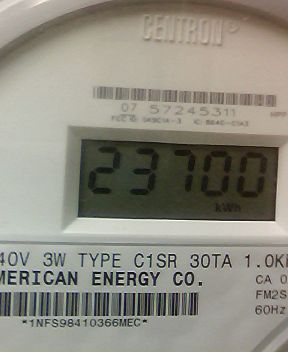 CENTRON®
07 57245311
23700
kWh
40V 3W TYPE C1SR 30TA 1.0K
MERICAN ENERGY CO.
CA 0
FM2S
60Hz
*1NFS98410366MEC*